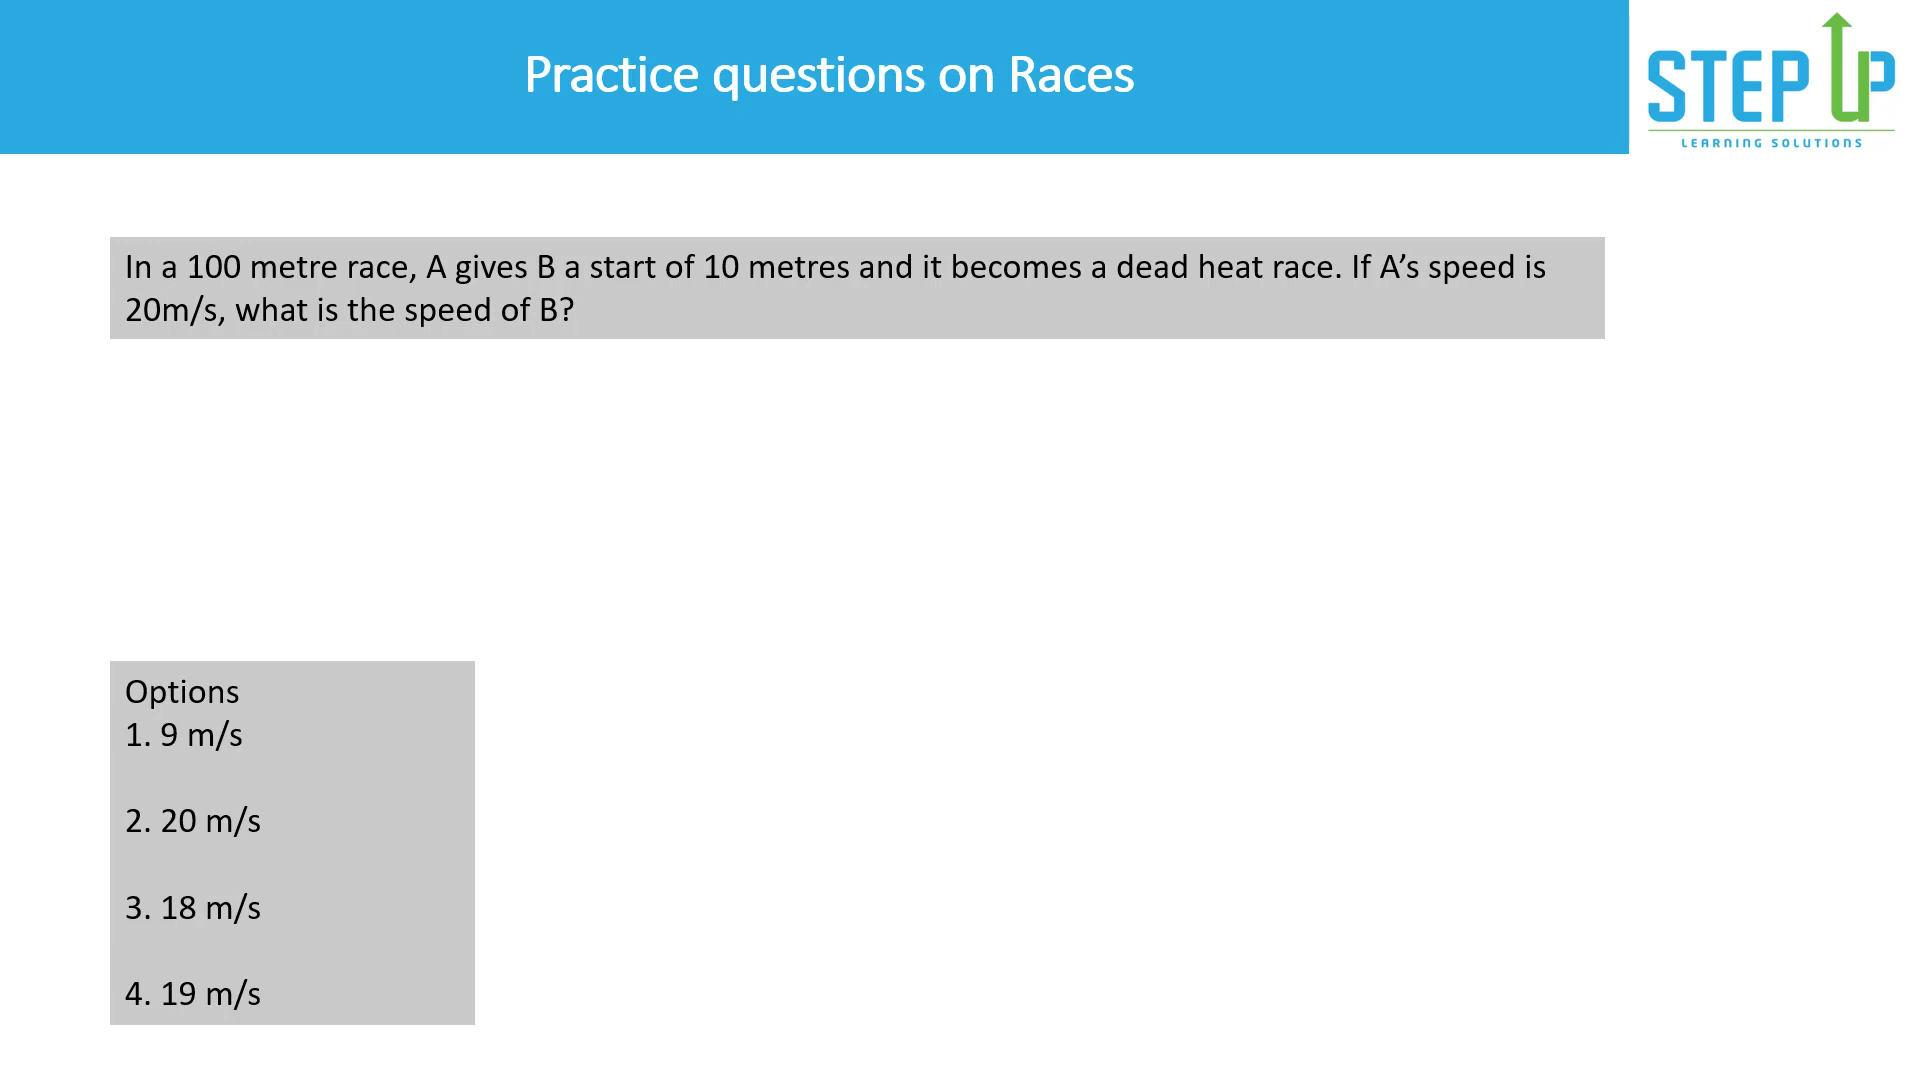 Practice questions on Races
STEP UP
LEARNING SOLUTIONS
In a 100 metre race, A gives B a start of 10 metres and it becomes a dead heat race. If A’s speed is
20m/s, what is the speed of B?
Options
1. 9 m/s
2. 20 m/s
3. 18 m/s
4. 19 m/s